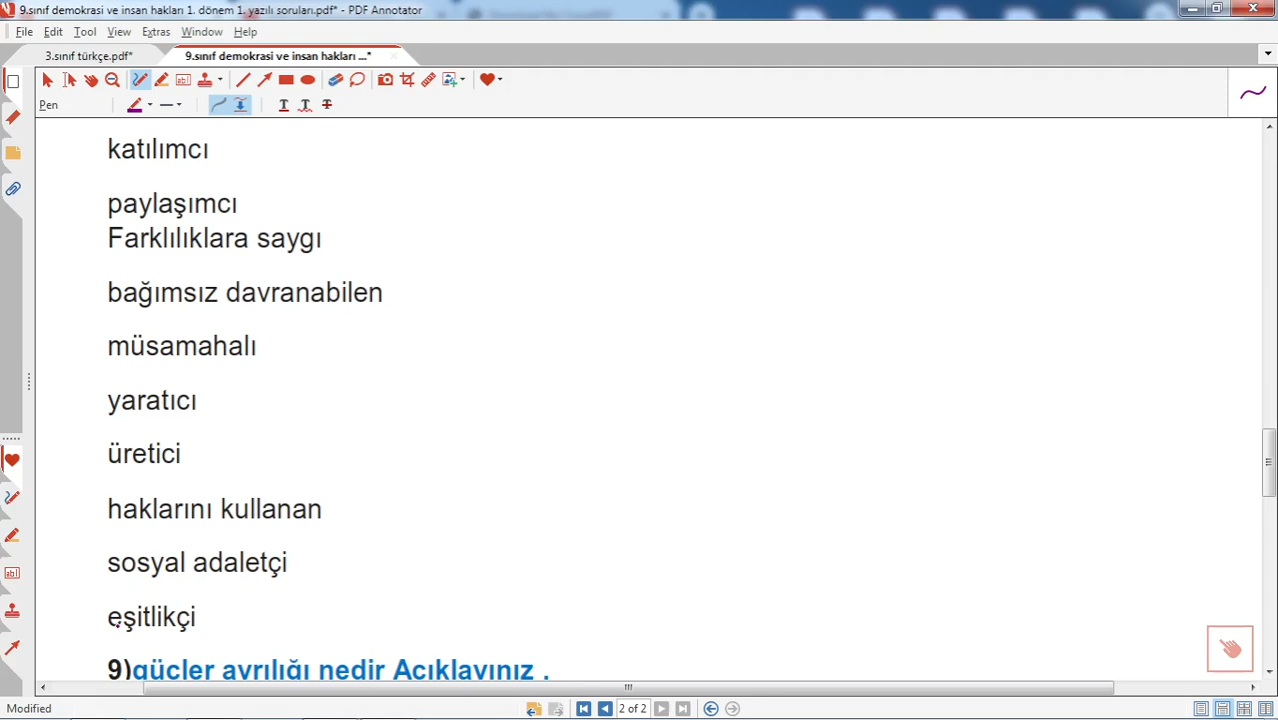 9.sınıf demokrasi ve insan hakları 1. dönem 1. yazılı soruları.pdf* - PDF Annotator
File Edit Tool View Extras Window Help
3.sınıf türkçe.pdf* 9.sınıf demokrasi ve insan hakları ...*
Pen
katılımcı
paylaşımcı
Farklılıklara saygı
bağımsız davranabilen
müsamahalı
yaratıcı
üretici
haklarını kullanan
sosyal adaletçi
eşitlikçi
9)güçler ayrılığı nedir Açıklayınız .
Modified 2 of 2